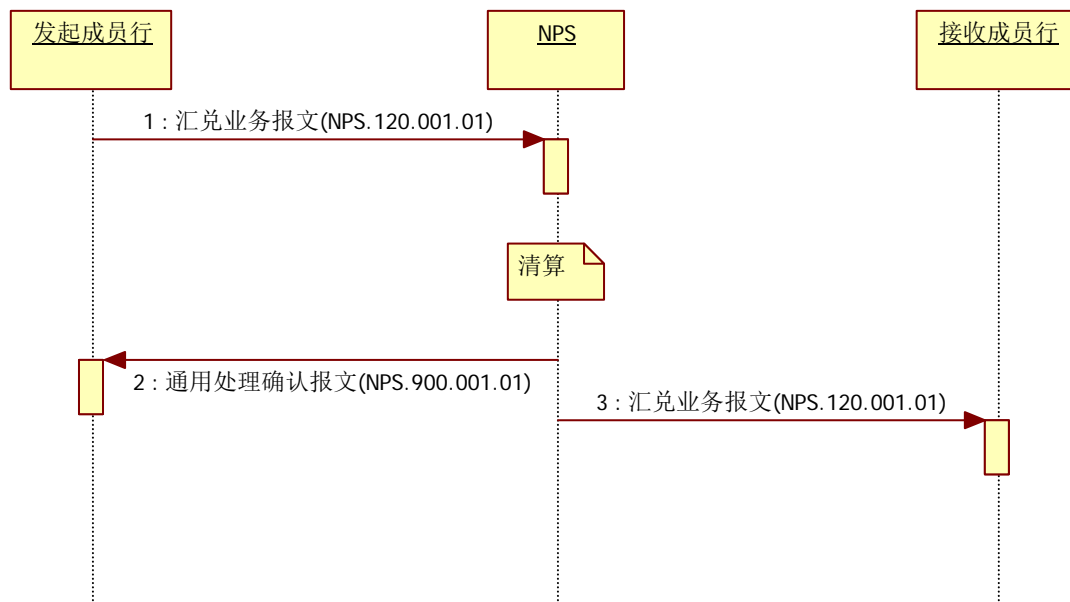 发起成员行
NPS
接收成员行
1 : 汇兑业务报文(NPS.120.001.01)
清算
2 : 通用处理确认报文(NPS.900.001.01)
3 : 汇兑业务报文(NPS.120.001.01)